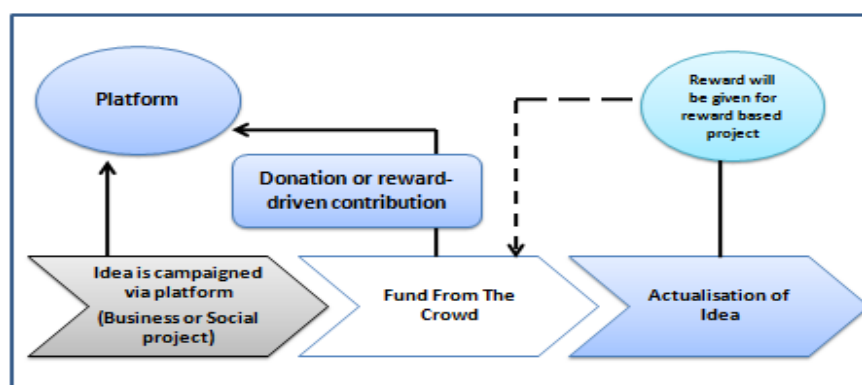 Platform
Reward will
be given for
reward based
project
Donation or reward-
driven contribution
Idea is campaigned
via platform
(Business or Social
project)
Fund From The
Crowd
Actualisation of
Idea